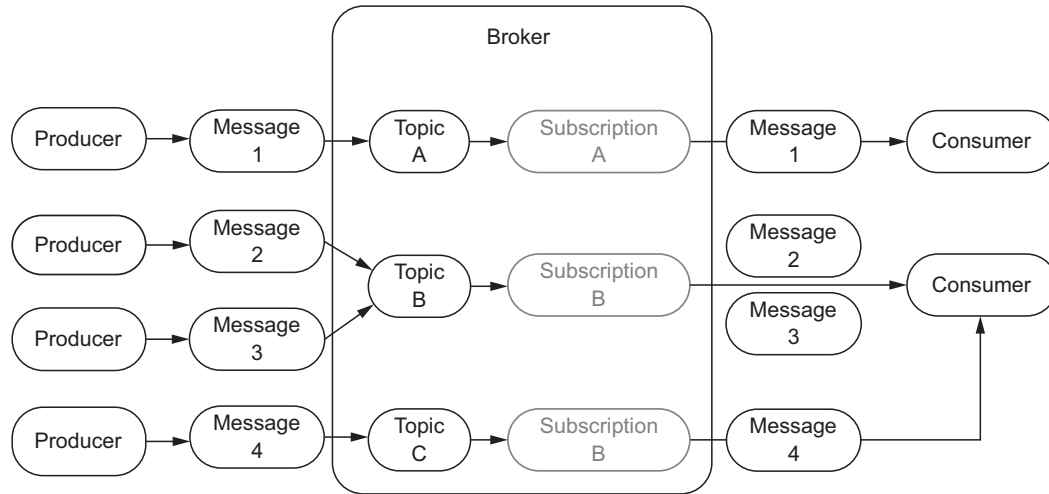 Broker
Producer
Message
1
Topic
A
Subscription
A
Message
1
Consumer
Producer
Message
2
Topic
B
Subscription
B
Message
2
Consumer
Producer
Message
3
Message
3
Producer
Message
4
Topic
C
Subscription
B
Message
4